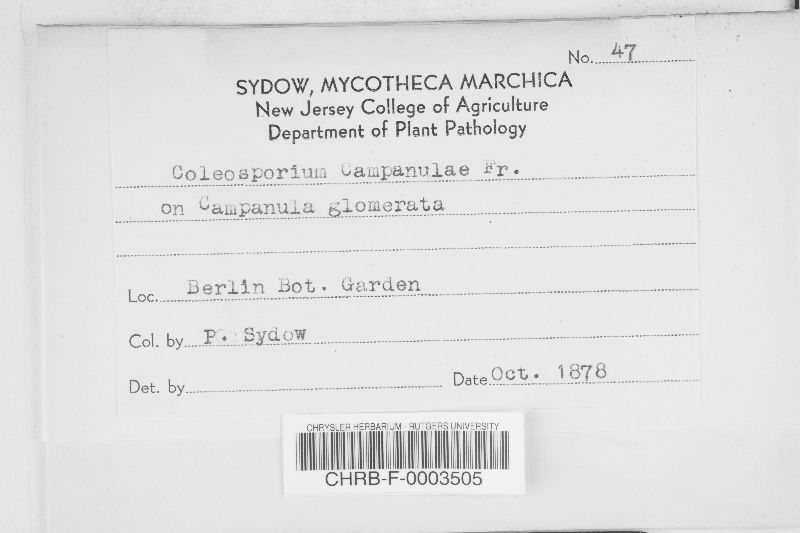 No. 47
SYDOW, MYCOTHECA MARCHICA
New Jersey College of Agriculture
Department of Plant Pathology
Coleosporium Campanulae Fr.
on Campanula glomerata
Loc. Berlin Bot. Garden
Col. by P. Sydow
Det. by
Date Oct. 1878
CHRYSLER HERBARIUM - RUTGERS UNIVERSITY
CHRB-F-0003505